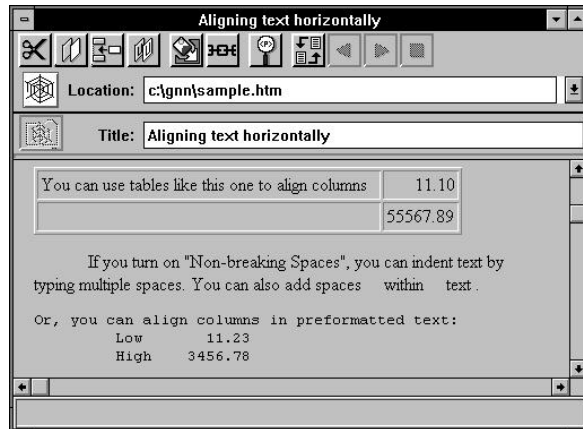 Aligning text horizontally
Location: c:\gnn\sample.htm
Title: Aligning text horizontally
You can use tables like this one to align columns 11.10
55567.89
If you turn on "Non-breaking Spaces", you can indent text by
typing multiple spaces. You can also add spaces within text .
Or, you can align columns in preformatted text:
Low 11.23
High 3456.78